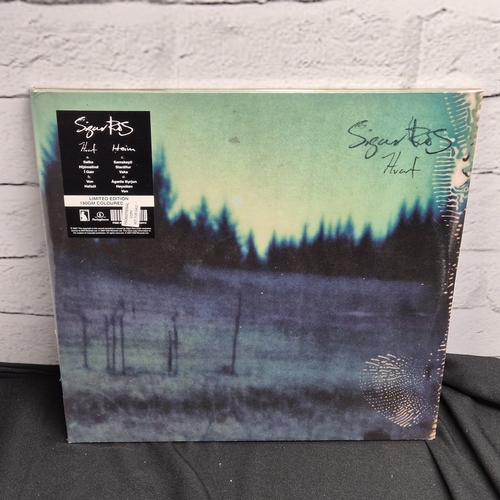 Sigur Rós
Hvarf Heim
a. c.
Salka Samskeyti
Hljómalind Starálfur
Í Gær Vaka
b. d.
Von Ágætis Byrjun
Hafsól Heysátan
Von
LIMITED EDITION
180GM COLOURED
Parlophone
Sigur Rós
Hvarf